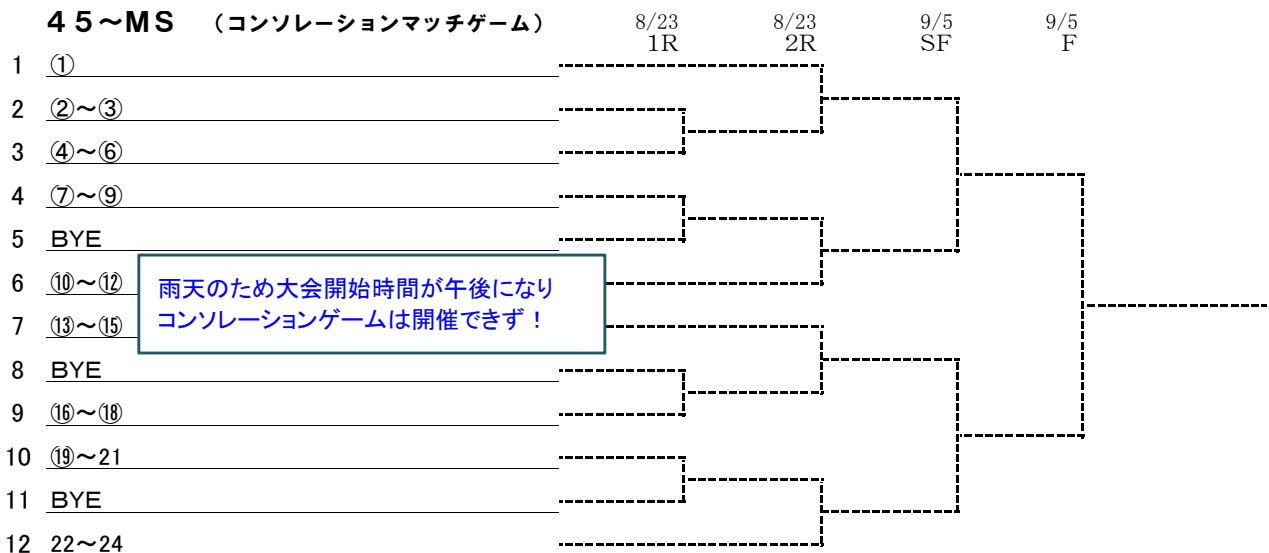 45～MS （コンソレーションマッチゲーム） 8/23 8/23 9/5 9/5
1R 2R SF F
1 ①
2 ②～③
3 ④～⑥
4 ⑦～⑨
5 BYE
6 ⑩～⑫
雨天のため大会開始時間が午後になり
コンソレーションゲームは開催できず！
7 ⑬～⑮
8 BYE
9 ⑯～⑱
10 ⑲～21
11 BYE
12 22～24